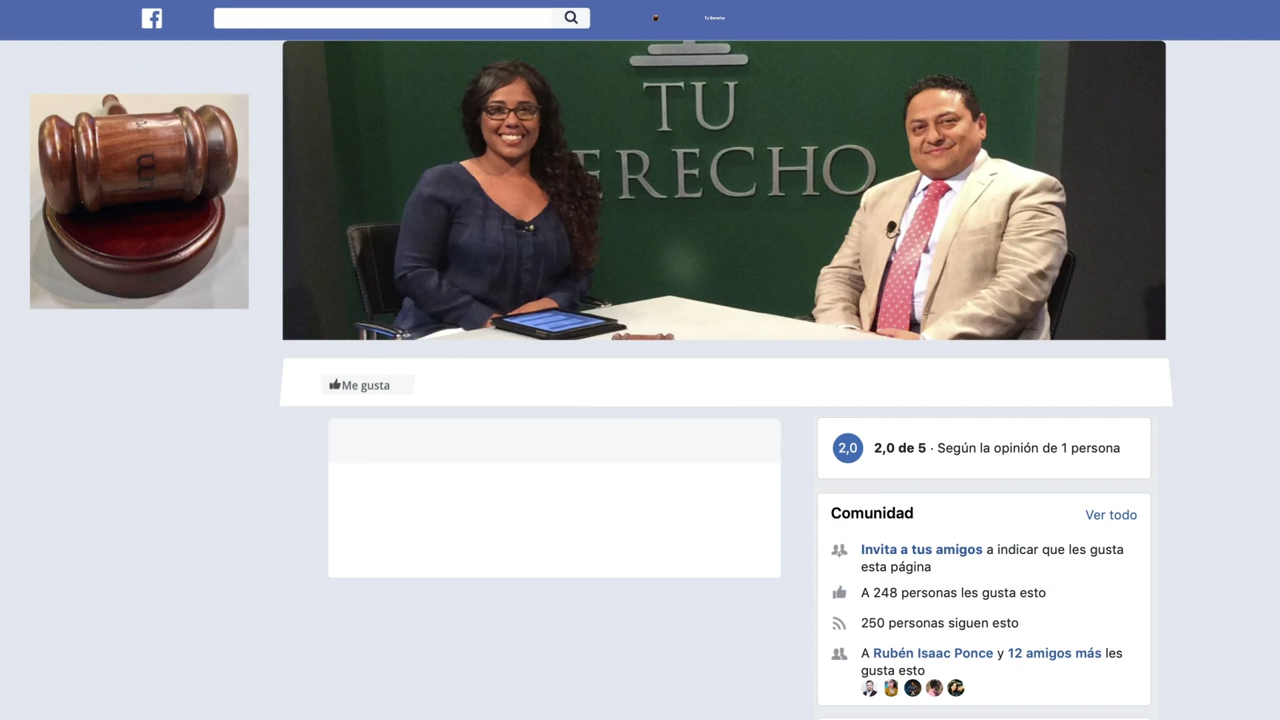 Tu Derecho
TU
ERECHO
Me gusta
2,0
2,0 de 5 · Según la opinión de 1 persona
Comunidad
Ver todo
Invita a tus amigos a indicar que les gusta
esta página
A 248 personas les gusta esto
250 personas siguen esto
A Rubén Isaac Ponce y 12 amigos más les
gusta esto